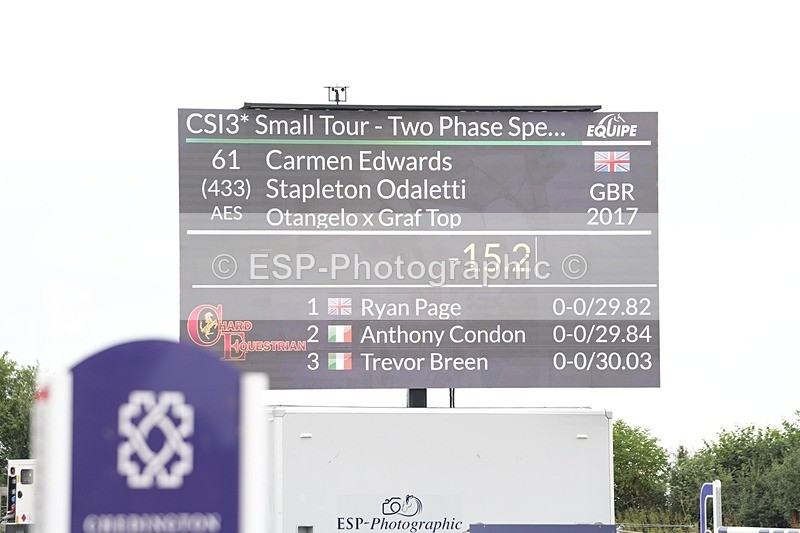 CSI3* Small Tour - Two Phase Spe...
EQUIPE
61 Carmen Edwards
(433) Stapleton Odaletti GBR
AES Otangelo x Graf Top 2017
-15.2
© ESP-Photographic ©
1 Ryan Page 0-0/29.82
2 Anthony Condon 0-0/29.84
3 Trevor Breen 0-0/30.03
CHARD
EQUESTRIAN
ESP-Photographic
CHEDINGTON